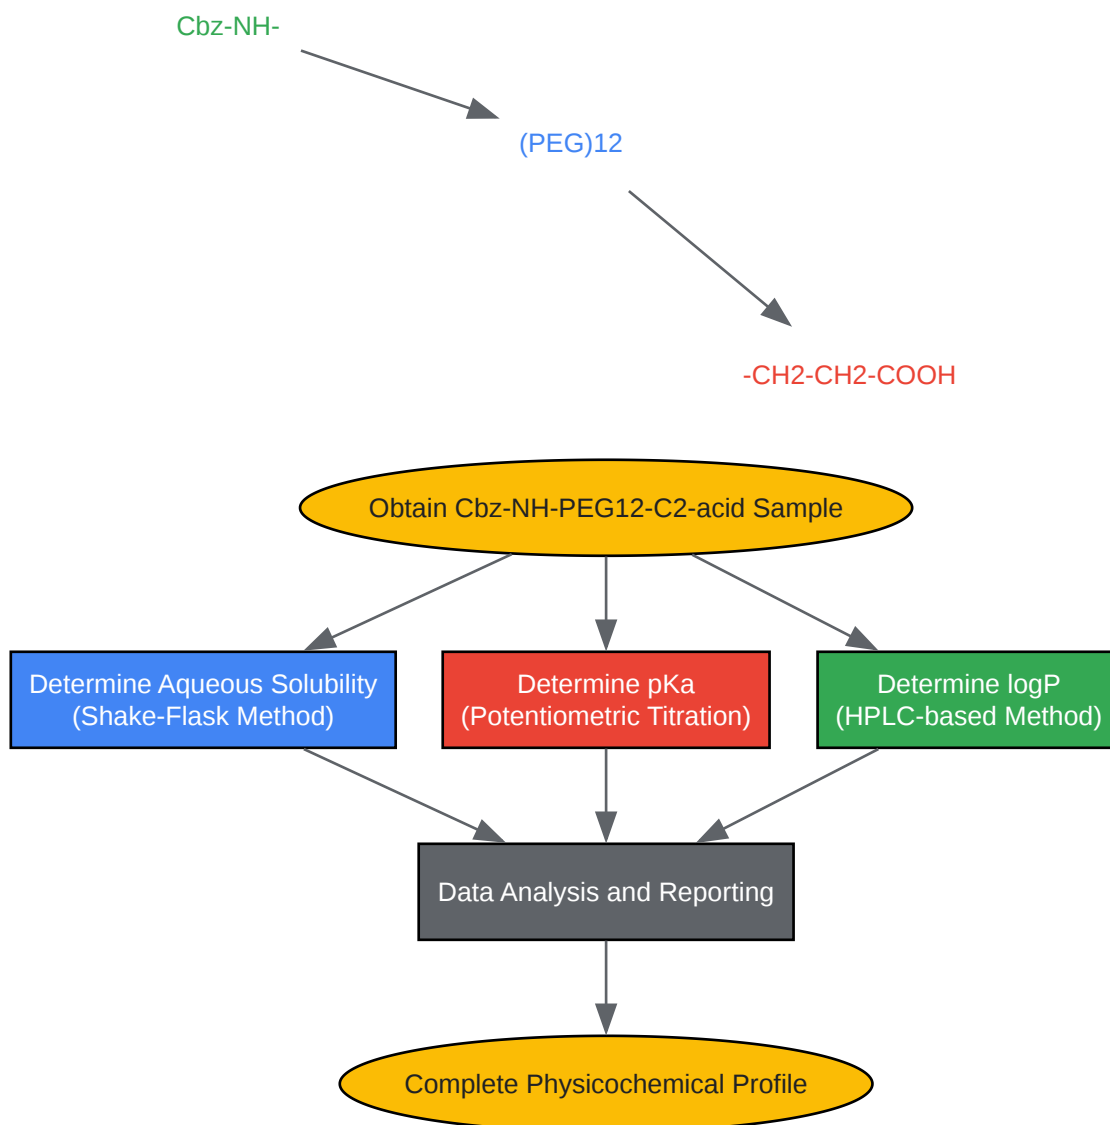 Cbz-NH-
(PEG)12
-CH2-CH2-COOH
Obtain Cbz-NH-PEG12-C2-acid Sample
Determine Aqueous Solubility
(Shake-Flask Method)
Determine pKa
(Potentiometric Titration)
Determine logP
(HPLC-based Method)
Data Analysis and Reporting
Complete Physicochemical Profile